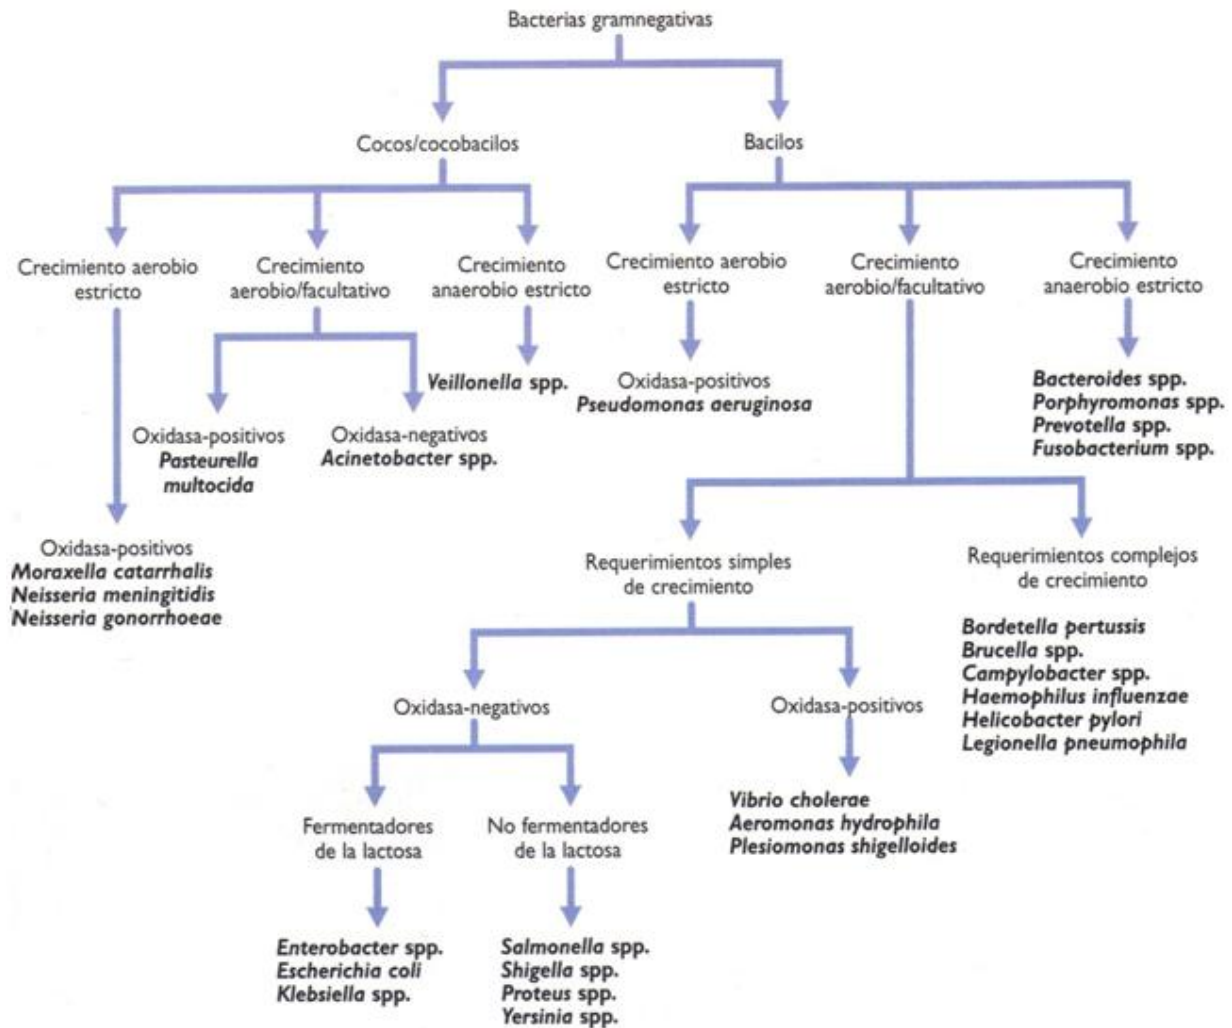 Bacterias gramnegativas
Cocos/cocobacilos
Bacilos
Crecimiento aerobio
estricto
Crecimiento
aerobio/facultativo
Crecimiento
anaerobio estricto
Crecimiento aerobio
estricto
Crecimiento
aerobio/facultativo
Crecimiento
anaerobio estricto
Veillonella spp.
Oxidasa-positivos
Pseudomonas aeruginosa
Bacteroides spp.
Porphyromonas spp.
Prevotella spp.
Fusobacterium spp.
Oxidasa-positivos
Pasteurella
multocida
Oxidasa-negativos
Acinetobacter spp.
Oxidasa-positivos
Moraxella catarrhalis
Neisseria meningitidis
Neisseria gonorrhoeae
Requerimientos simples
de crecimiento
Requerimientos complejos
de crecimiento
Bordetella pertussis
Brucella spp.
Campylobacter spp.
Haemophilus influenzae
Helicobacter pylori
Legionella pneumophila
Oxidasa-negativos
Oxidasa-positivos
Vibrio cholerae
Aeromonas hydrophila
Plesiomonas shigelloides
Fermentadores
de la lactosa
No fermentadores
de la lactosa
Enterobacter spp.
Escherichia coli
Klebsiella spp.
Salmonella spp.
Shigella spp.
Proteus spp.
Yersinia spp.